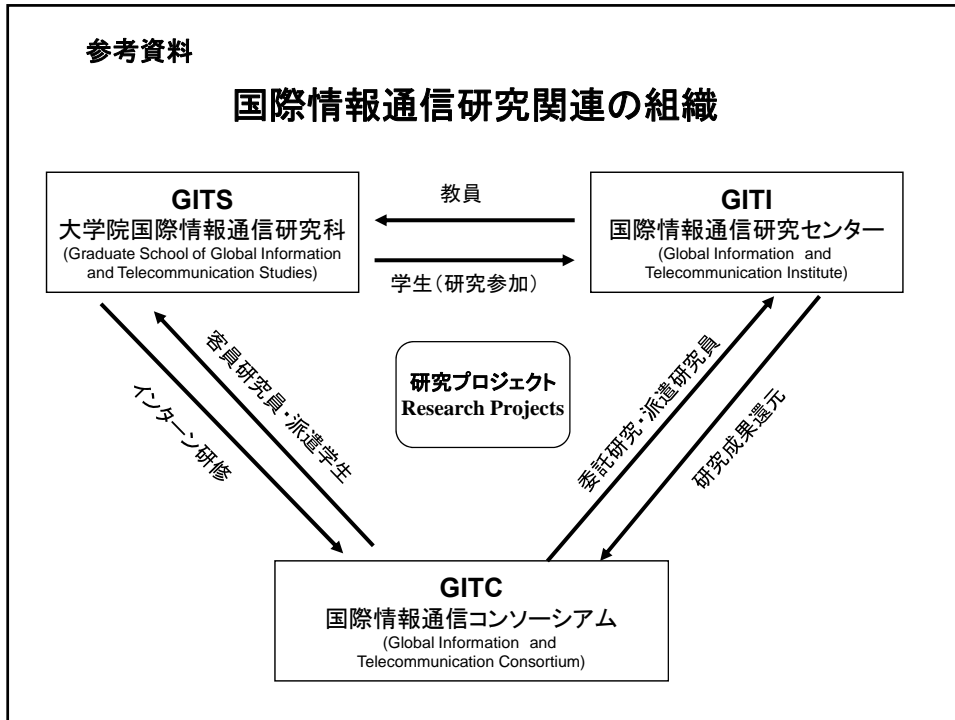 参考資料
国際情報通信研究関連の組織
GITS
大学院国際情報通信研究科
(Graduate School of Global Information
and Telecommunication Studies)
教員
学生(研究参加)
GITI
国際情報通信研究センター
(Global Information and
Telecommunication Institute)
インターン研修
客員研究員・派遣学生
研究プロジェクト
Research Projects
委託研究・派遣研究員
研究成果還元
GITC
国際情報通信コンソーシアム
(Global Information and
Telecommunication Consortium)